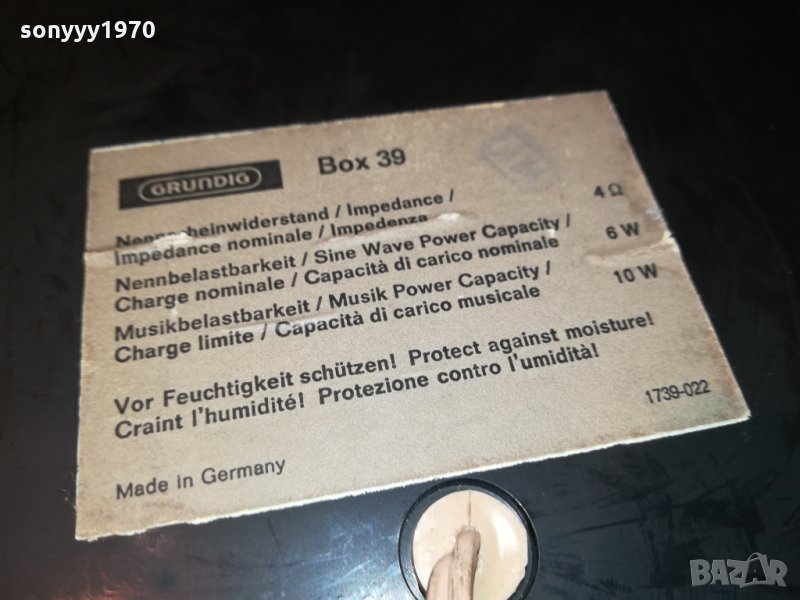 sonyyy1970
GRUNDIG
Box 39
Nennscheinwiderstand / Impedance /
Impedance nominale / Impedenza
4 Ω
Nennbelastbarkeit / Sine Wave Power Capacity /
Charge nominale / Capacità di carico nominale
6 W
Musikbelastbarkeit / Musik Power Capacity /
Charge limite / Capacità di carico musicale
10 W
Vor Feuchtigkeit schützen! Protect against moisture!
Craint l'humidité! Protezione contro l'umidità!
1739-022
Made in Germany
BAZAR